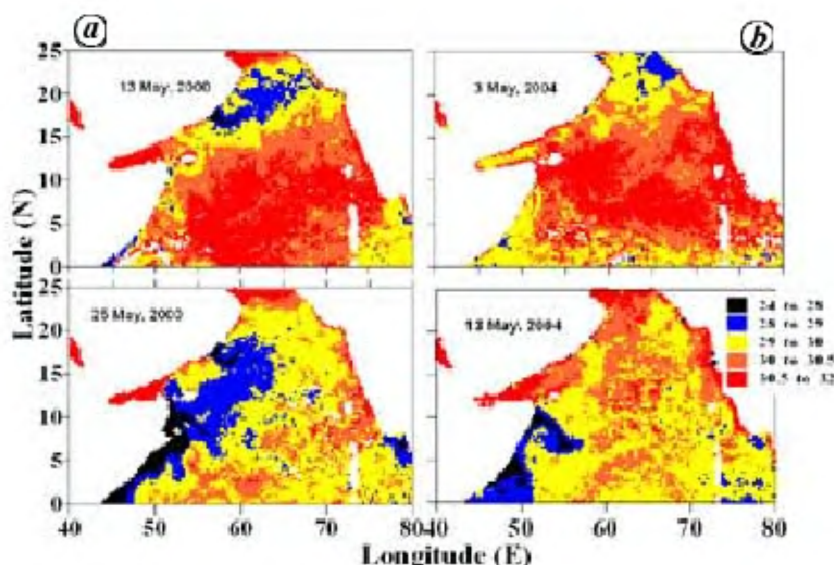 a
b
25
20
15
10
5
0
13 May, 2000
3 May, 2004
25
20
15
10
5
0
25 May, 2003
18 May, 2004
24 to 28
28 to 29
29 to 30
30 to 30.5
30.5 to 32
40 50 60 70 80 40 50 60 70 80
Latitude (N)
Longitude (E)